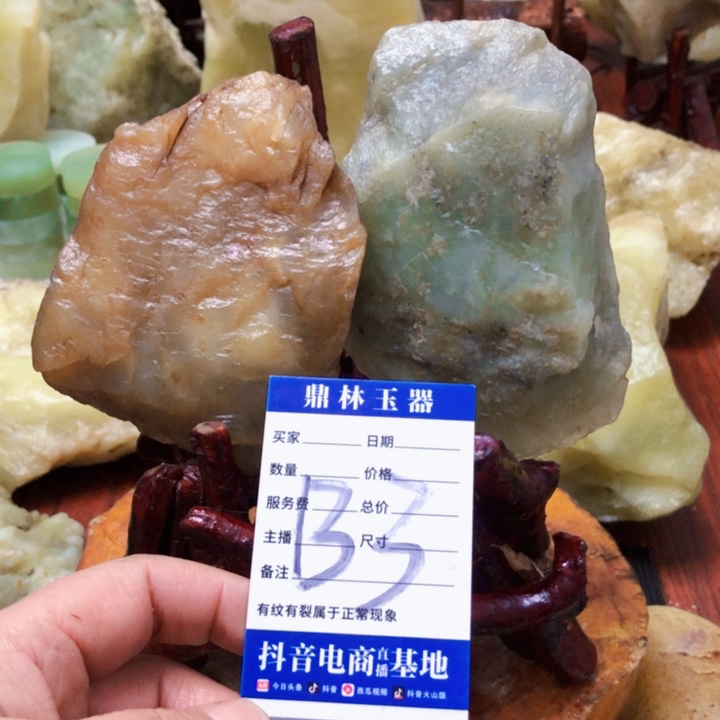 鼎林玉器
买家 日期
数量 价格
服务费 总价
主播 尺寸
备注
B3
有纹有裂属于正常现象
抖音电商直播基地
今日头条 抖音 西瓜视频 抖音火山版